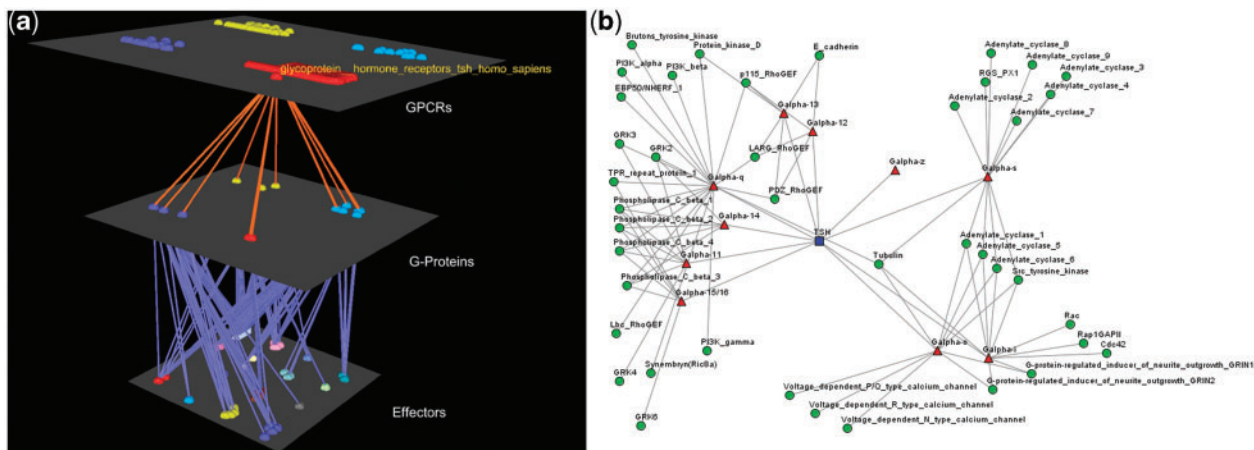 (a)
glycoprotein hormone_receptors_tsh_homo_sapiens
GPCRs
G-Proteins
Effectors
(b)
Brutons_tyrosine_kinase
Protein_kinase_D
E_cadherin
PI3K_alpha
PI3K_beta
p115_RhoGEF
EBP50/NHERF_1
Galpha-13
Galpha-12
GRK3
GRK2
LARG_RhoGEF
TPR_repeat_protein_1
Galpha-q
PDZ_RhoGEF
Phospholipase_C_beta_1
Phospholipase_C_beta_2
Galpha-14
Phospholipase_C_beta_4
Galpha-11
Phospholipase_C_beta_3
Galpha-15/16
Lbc_RhoGEF
PI3K_gamma
Synembryn(Ric8a)
GRK4
GRK6
TSH
Galpha-z
Tubulin
Adenylate_cyclase_8
Adenylate_cyclase_9
RGS_PX1
Adenylate_cyclase_3
Adenylate_cyclase_2
Adenylate_cyclase_4
Adenylate_cyclase_7
Galpha-s
Adenylate_cyclase_1
Adenylate_cyclase_5
Adenylate_cyclase_6
Src_tyrosine_kinase
Rac
Rap1GAPII
Cdc42
Galpha-o
Galpha-i
G-protein-regulated_inducer_of_neurite_outgrowth_GRIN1
G-protein-regulated_inducer_of_neurite_outgrowth_GRIN2
Voltage_dependent_P/Q_type_calcium_channel
Voltage_dependent_R_type_calcium_channel
Voltage_dependent_N_type_calcium_channel